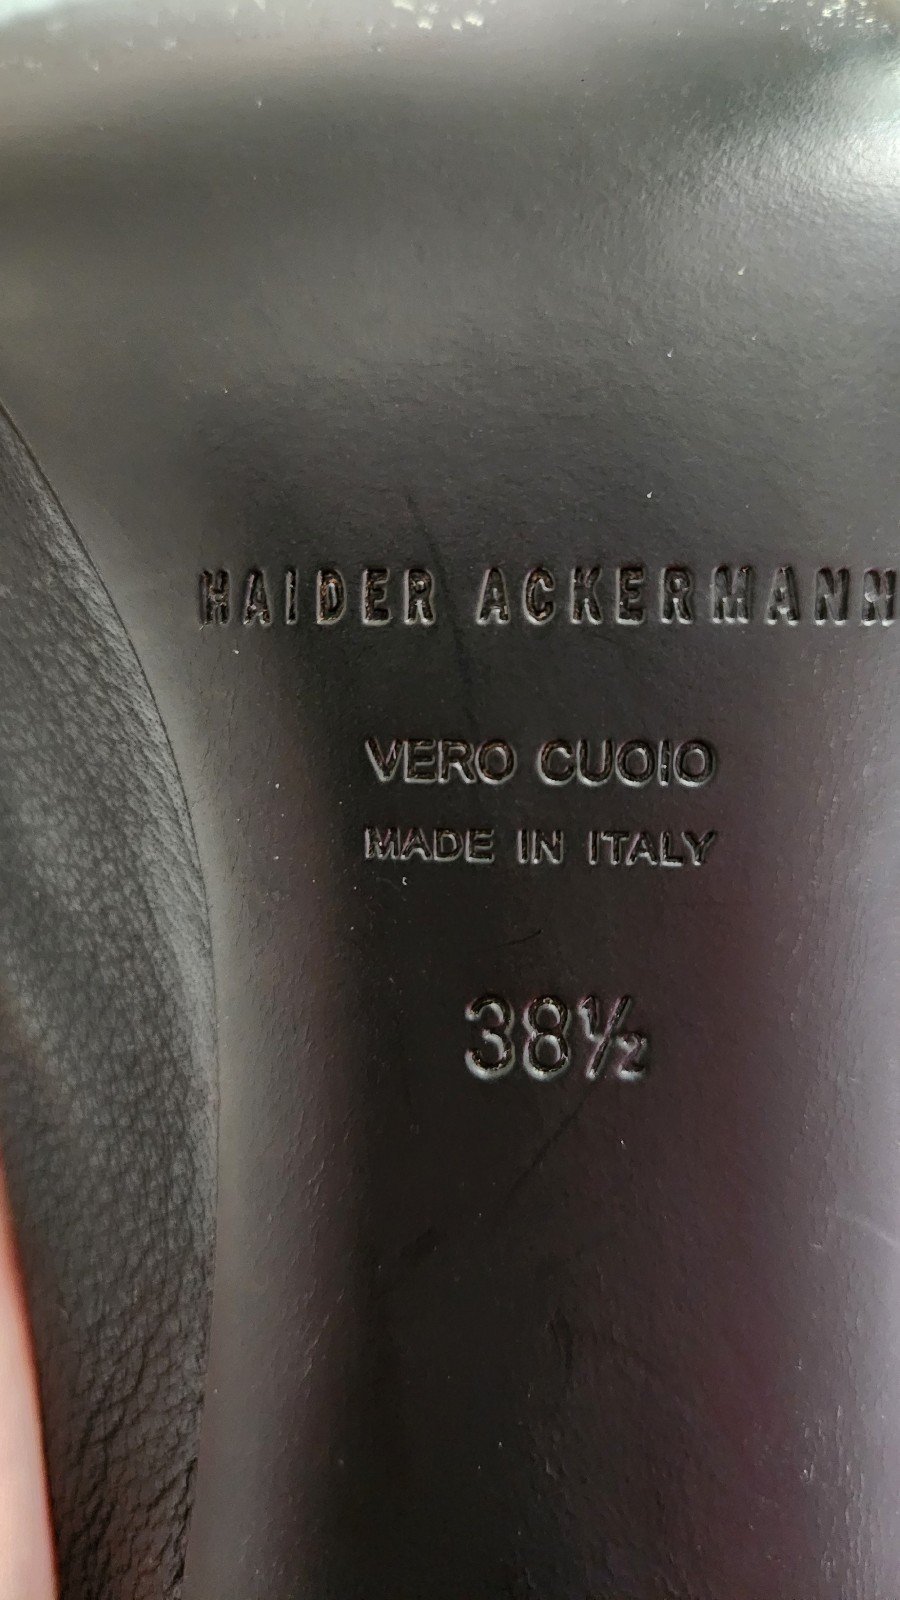 HAIDER ACKERMANN
VERO CUOIO
MADE IN ITALY
38½